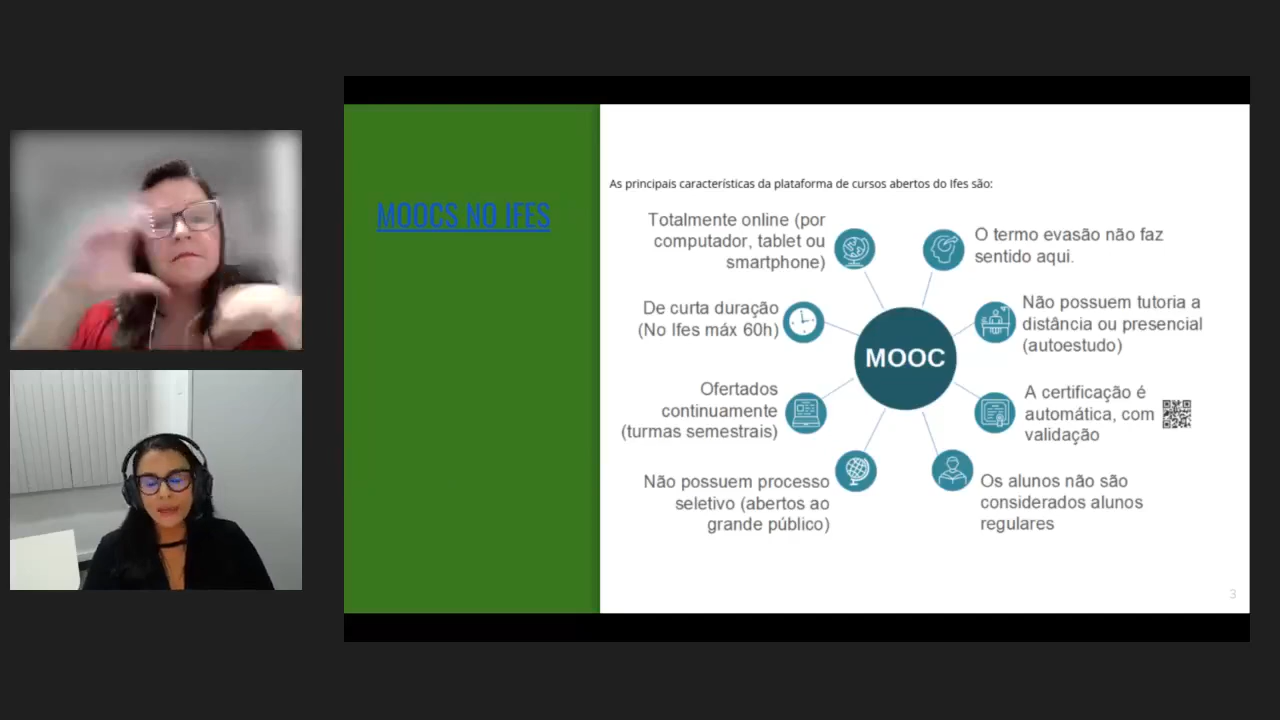 MOOCS NO IFES
As principais características da plataforma de cursos abertos do Ifes são:
Totalmente online (por
computador, tablet ou
smartphone)
O termo evasão não faz
sentido aqui.
De curta duração
(No Ifes máx 60h)
Não possuem tutoria a
distância ou presencial
(autoestudo)
MOOC
Ofertados
continuamente
(turmas semestrais)
A certificação é
automática, com
validação
Não possuem processo
seletivo (abertos ao
grande público)
Os alunos não são
considerados alunos
regulares
3